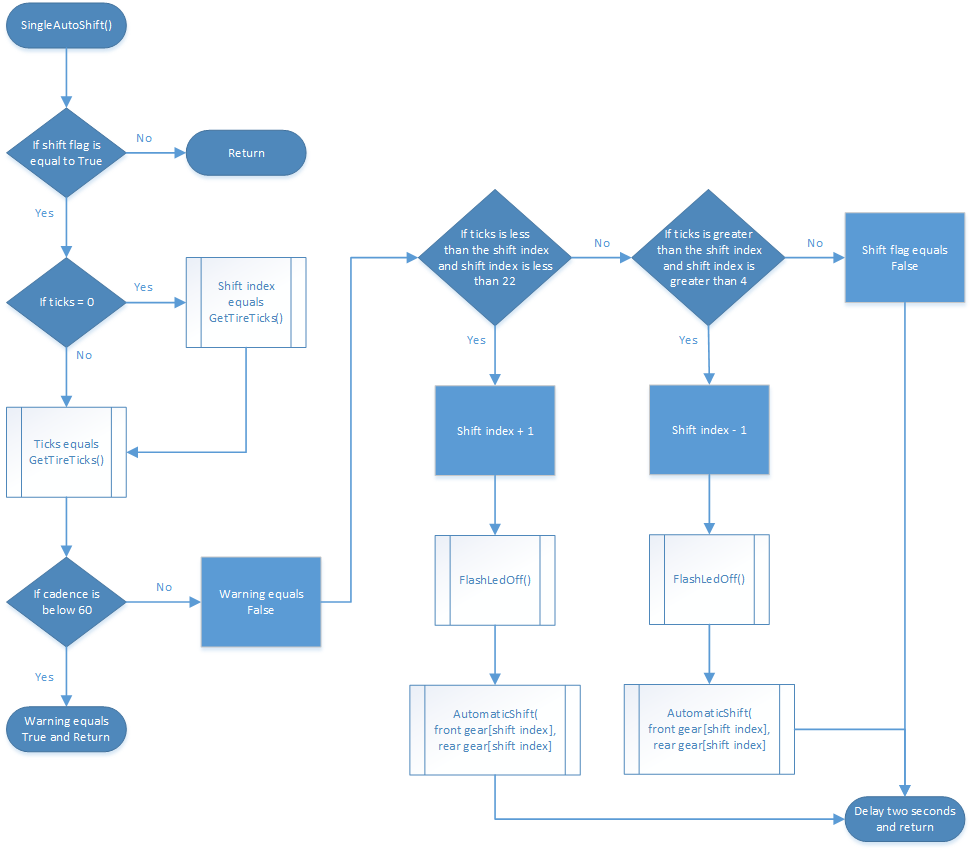 SingleAutoShift()
If shift flag is
equal to True
No
Return
Yes
If ticks = 0
Yes
Shift index
equals
GetTireTicks()
No
Ticks equals
GetTireTicks()
If cadence is
below 60
No
Warning equals
False
Yes
Warning equals
True and Return
If ticks is less
than the shift index
and shift index is less
than 22
No
Yes
Shift index + 1
FlashLedOff()
AutomaticShift(
front gear[shift index],
rear gear[shift index]
If ticks is greater
than the shift index
and shift index is
greater than 4
No
Yes
Shift index - 1
FlashLedOff()
AutomaticShift(
front gear[shift index],
rear gear[shift index]
Shift flag equals
False
Delay two seconds
and return